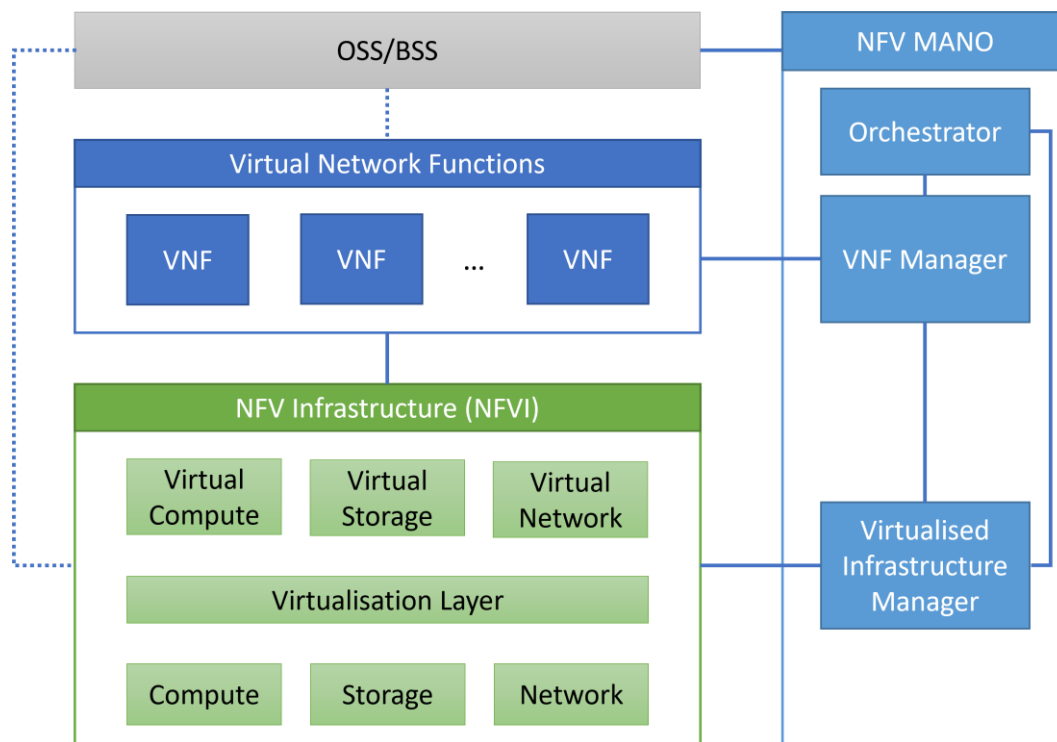 OSS/BSS
NFV MANO
Orchestrator
Virtual Network Functions
VNF
VNF
...
VNF
VNF Manager
NFV Infrastructure (NFVI)
Virtual
Compute
Virtual
Storage
Virtual
Network
Virtualised
Infrastructure
Manager
Virtualisation Layer
Compute
Storage
Network